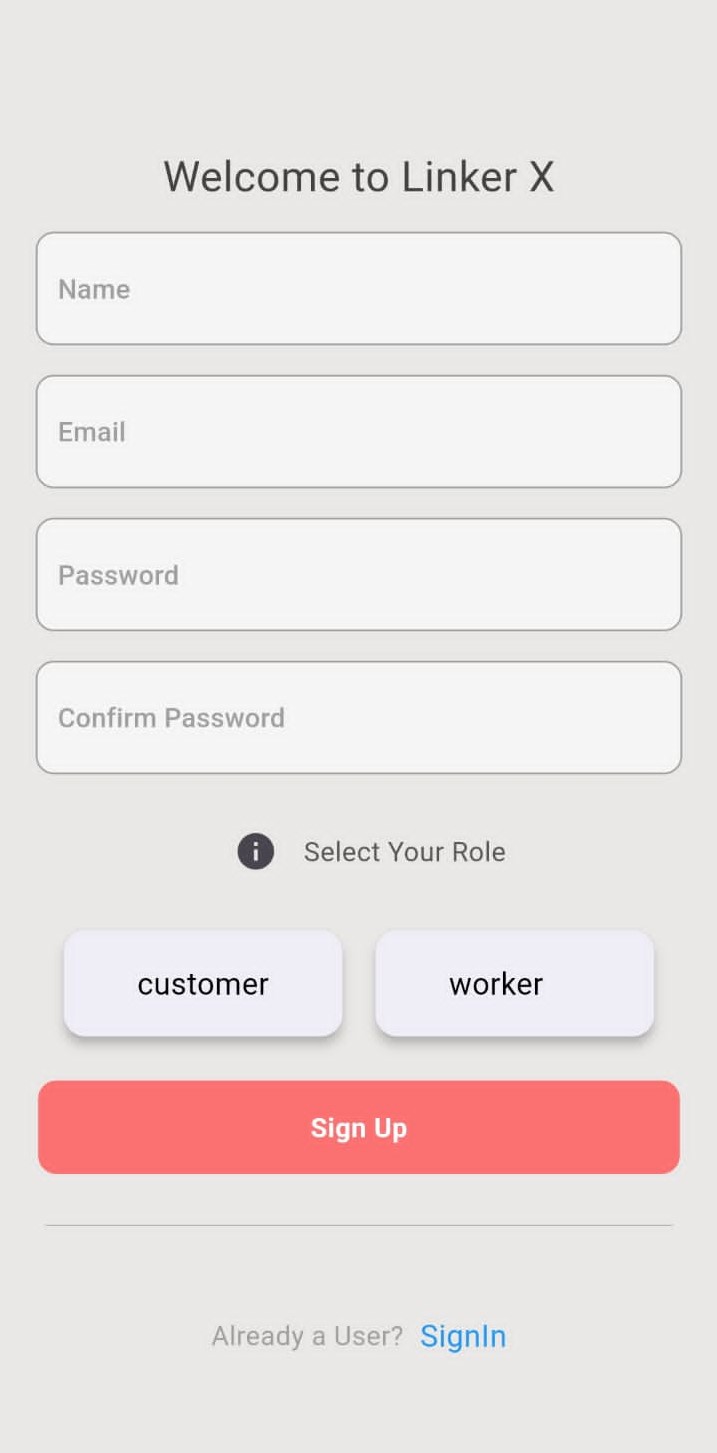 Welcome to Linker X
Name
Email
Password
Confirm Password
Select Your Role
customer worker
Sign Up
Already a User? SignIn